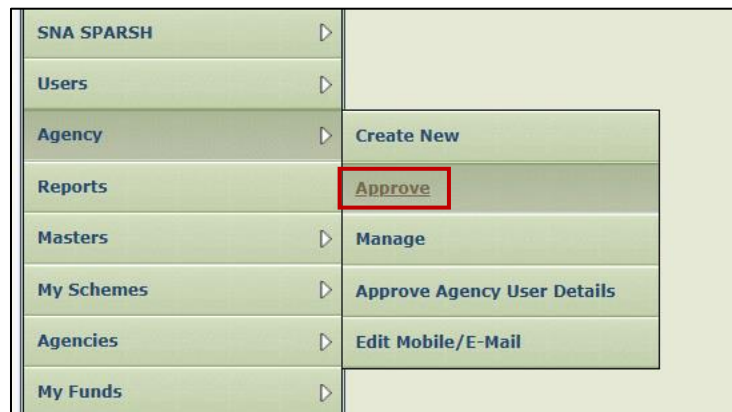 SNA SPARSH
Users
Agency
Reports
Masters
My Schemes
Agencies
My Funds
Create New
Approve
Manage
Approve Agency User Details
Edit Mobile/E-Mail